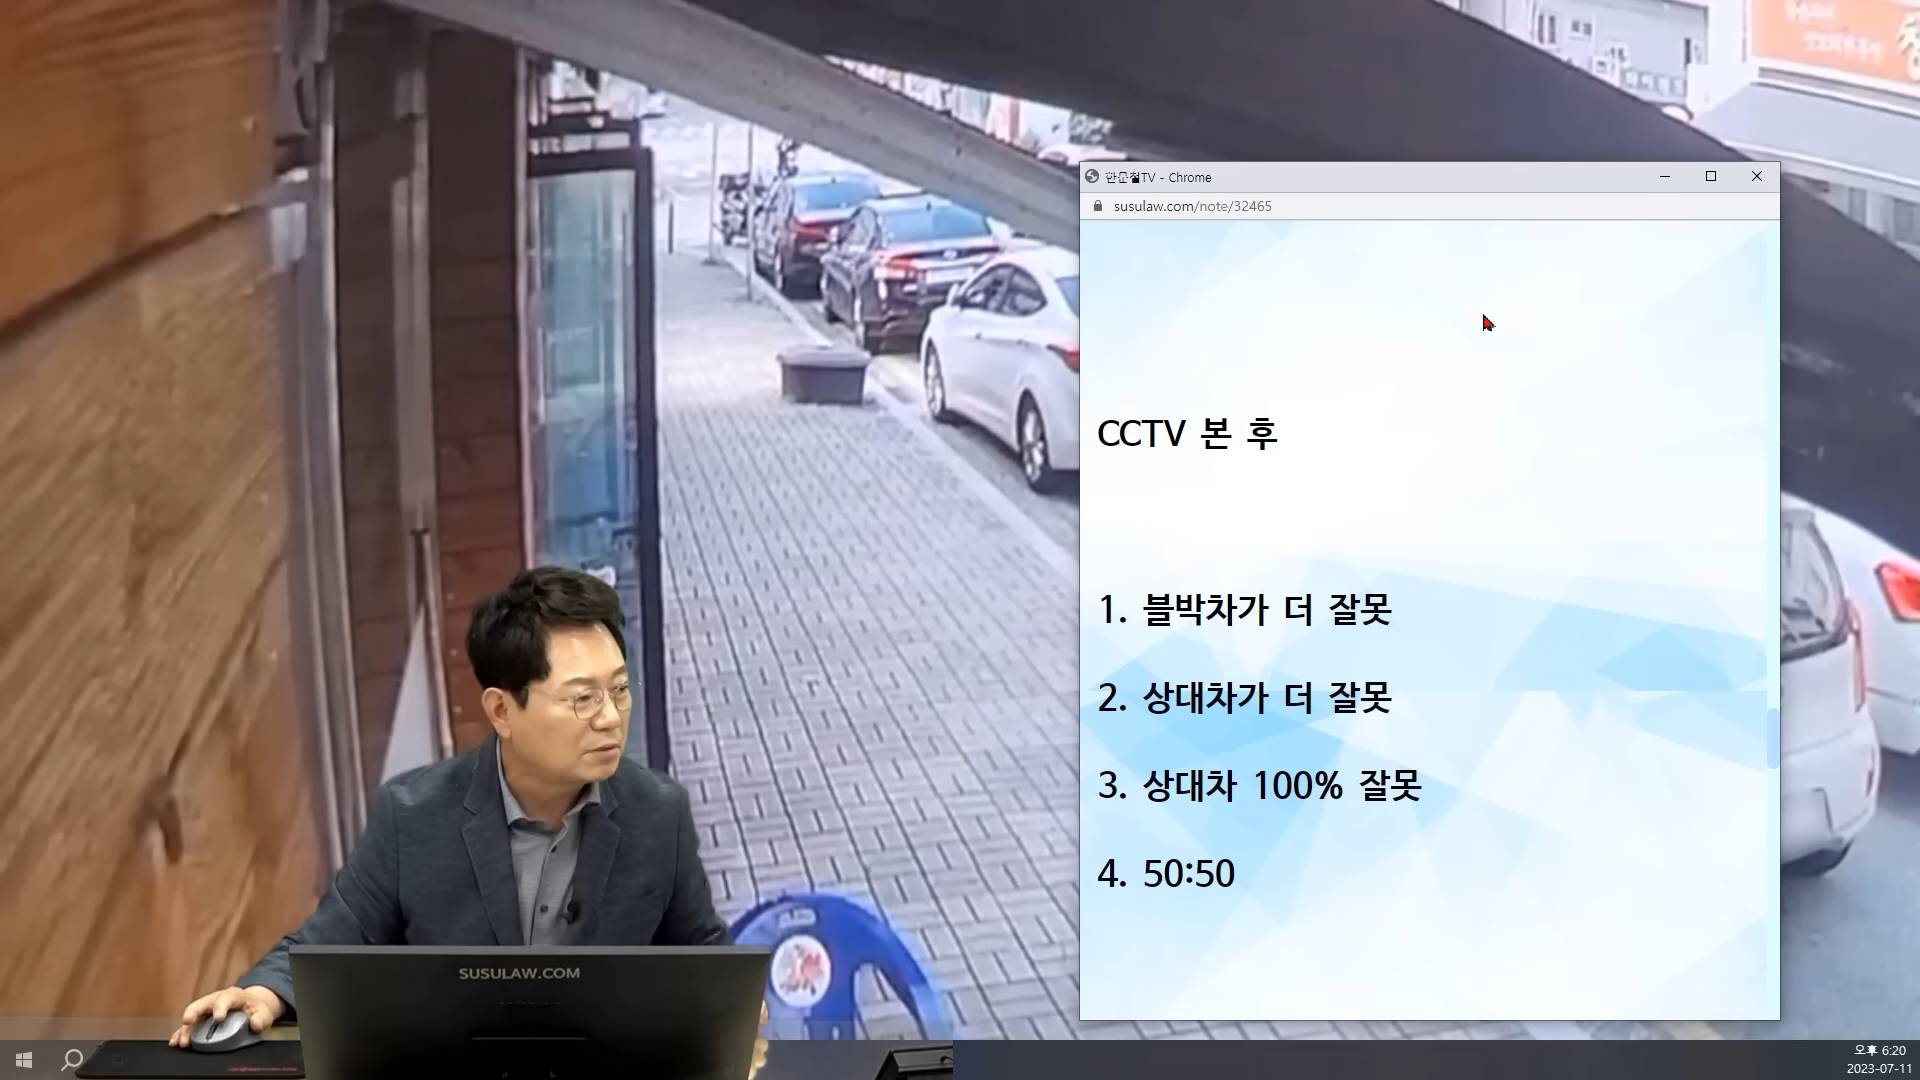 한문철TV - Chrome
susulaw.com/note/32465
CCTV 본 후
1. 블박차가 더 잘못
2. 상대차가 더 잘못
3. 상대차 100% 잘못
4. 50:50
SUSULAW.COM
오후 6:20
2023-07-11